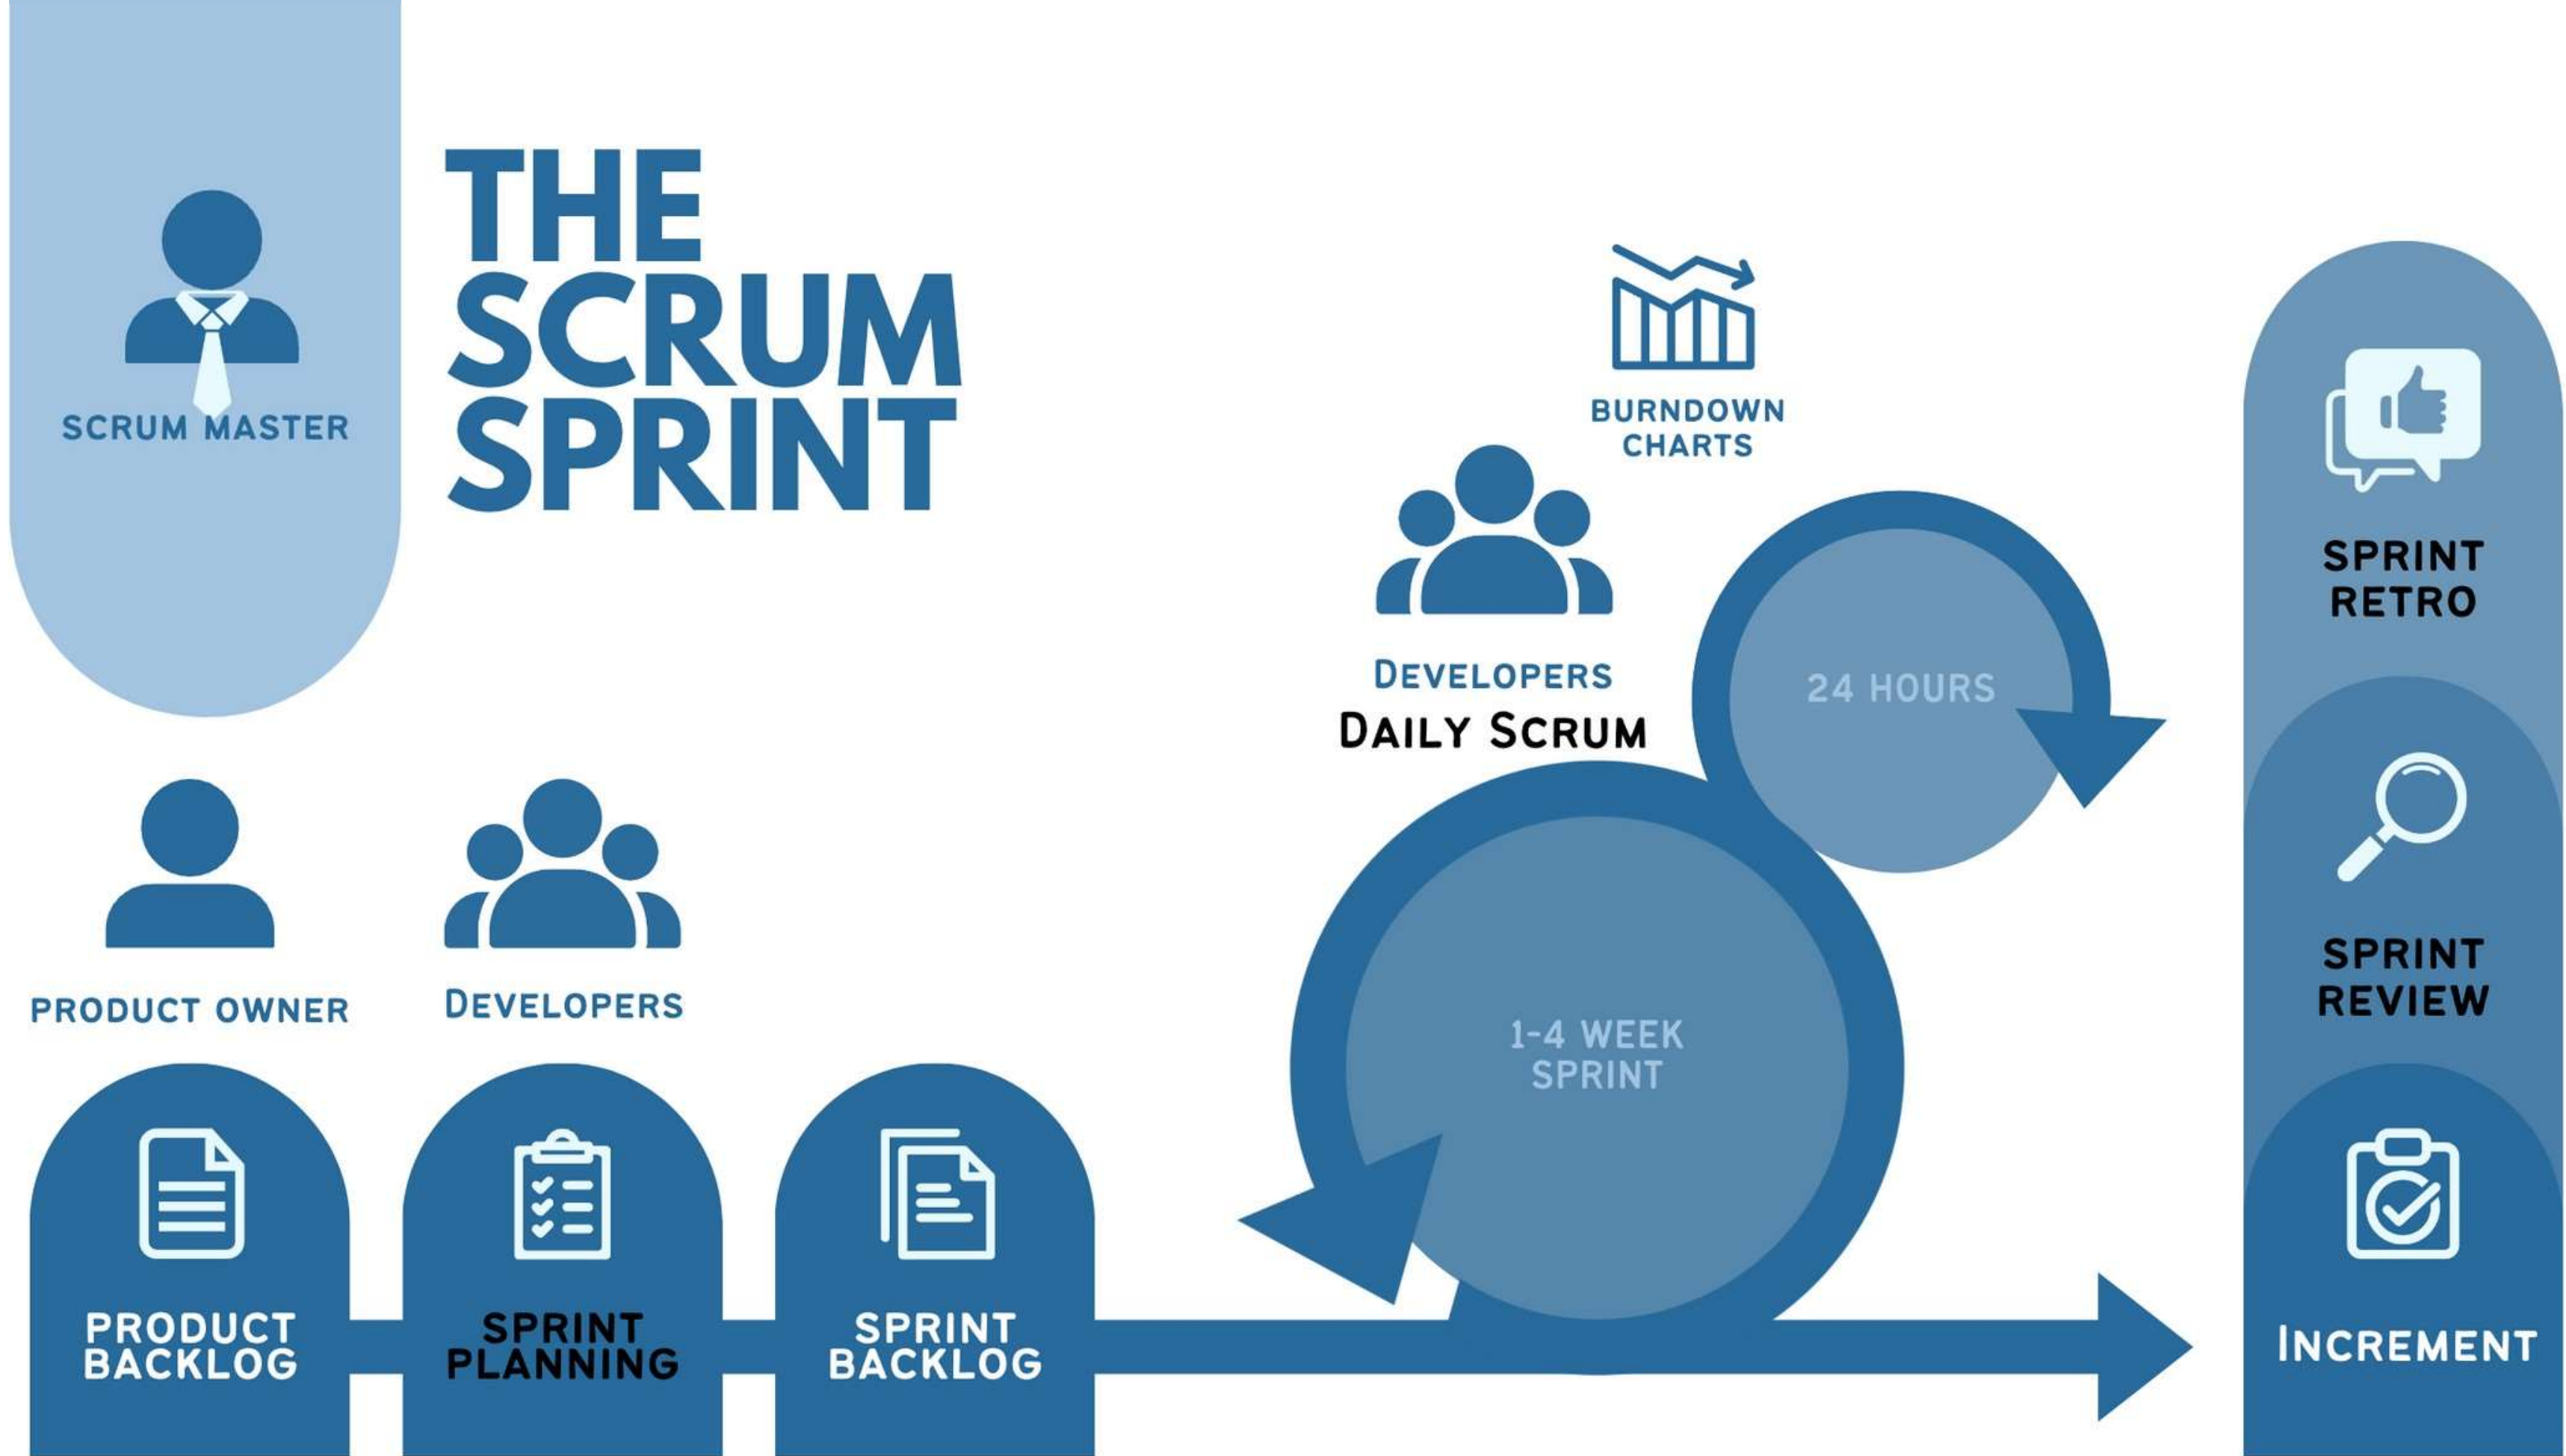 THE
SCRUM
SPRINT
SCRUM MASTER
BURNDOWN
CHARTS
DEVELOPERS
DAILY SCRUM
24 HOURS
SPRINT
RETRO
PRODUCT OWNER
DEVELOPERS
1-4 WEEK
SPRINT
SPRINT
REVIEW
PRODUCT
BACKLOG
SPRINT
PLANNING
SPRINT
BACKLOG
INCREMENT